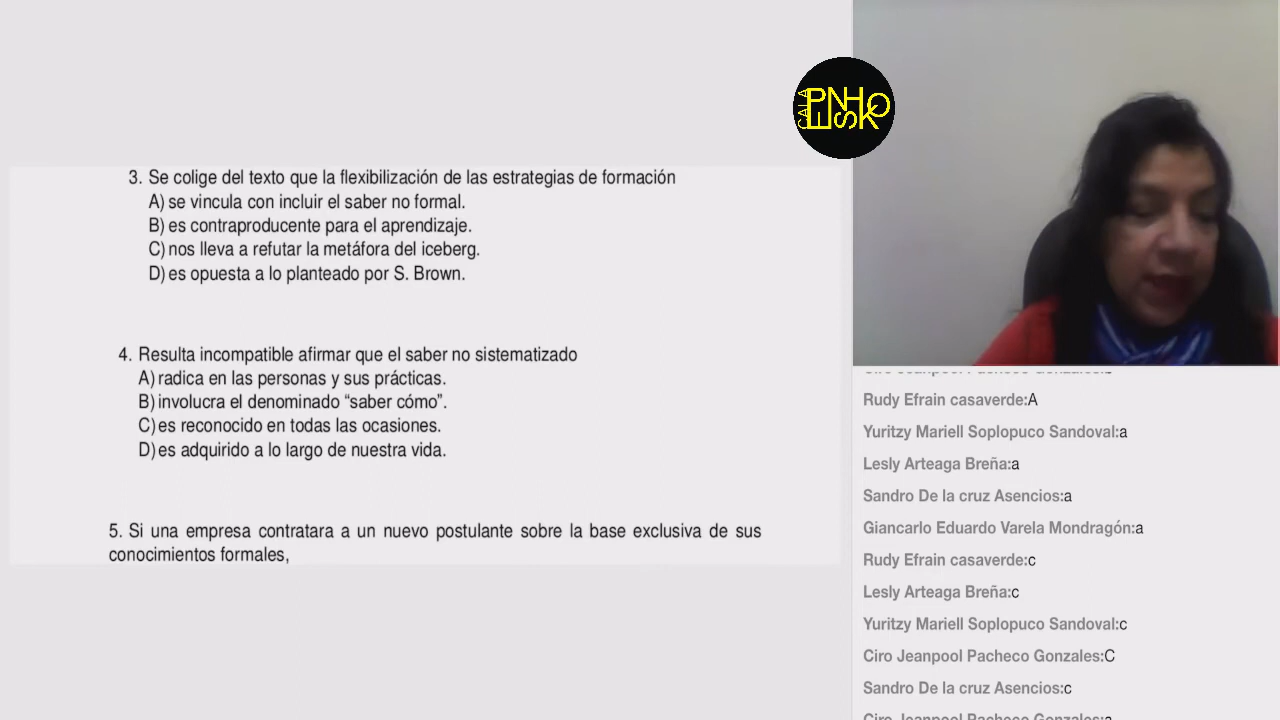 3. Se colige del texto que la flexibilización de las estrategias de formación
A) se vincula con incluir el saber no formal.
B) es contraproducente para el aprendizaje.
C) nos lleva a refutar la metáfora del iceberg.
D) es opuesta a lo planteado por S. Brown.
4. Resulta incompatible afirmar que el saber no sistematizado
A) radica en las personas y sus prácticas.
B) involucra el denominado “saber cómo”.
C) es reconocido en todas las ocasiones.
D) es adquirido a lo largo de nuestra vida.
5. Si una empresa contratara a un nuevo postulante sobre la base exclusiva de sus
conocimientos formales,
CALA
PENHSKO
Rudy Efrain casaverde:A
Yuritzy Mariell Soplopuco Sandoval:a
Lesly Arteaga Breña:a
Sandro De la cruz Asencios:a
Giancarlo Eduardo Varela Mondragón:a
Rudy Efrain casaverde:c
Lesly Arteaga Breña:c
Yuritzy Mariell Soplopuco Sandoval:c
Ciro Jeanpool Pacheco Gonzales:C
Sandro De la cruz Asencios:c
Ciro Jeanpool Pacheco Gonzales:a